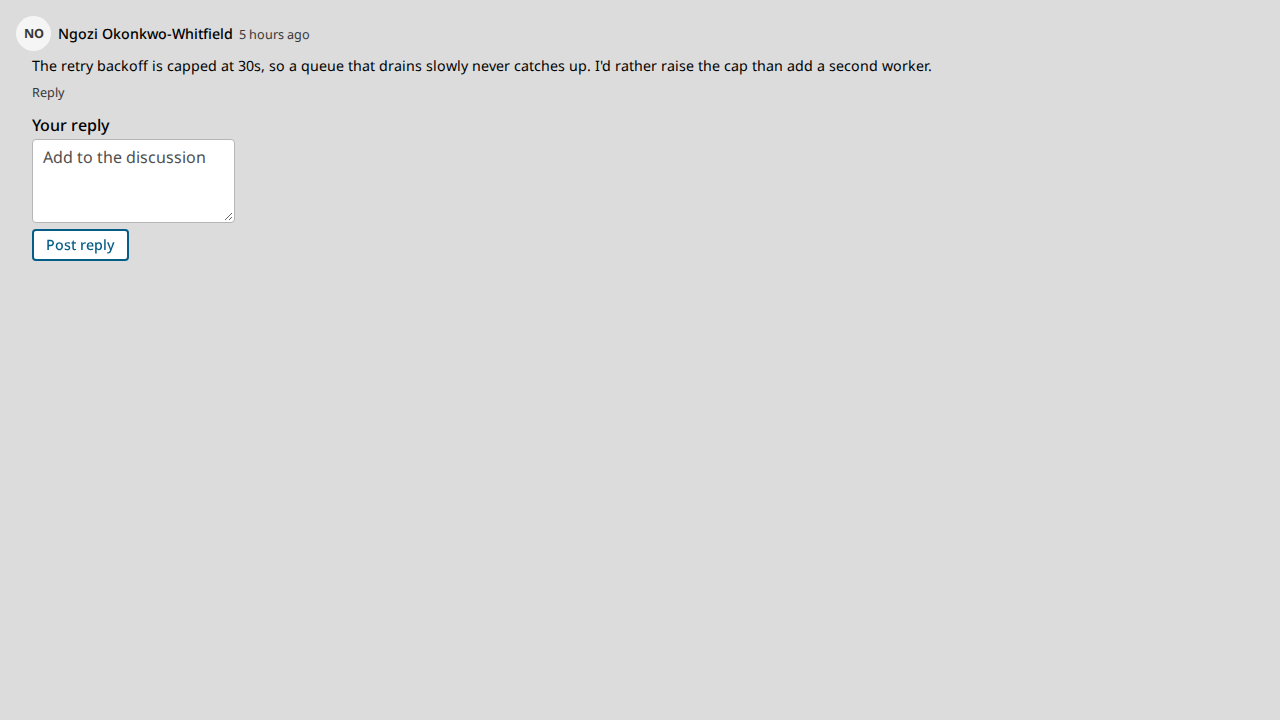 NO
Ngozi Okonkwo-Whitfield 5 hours ago
The retry backoff is capped at 30s, so a queue that drains slowly never catches up. I'd rather raise the cap than add a second worker.
Reply
Your reply
Add to the discussion
Post reply